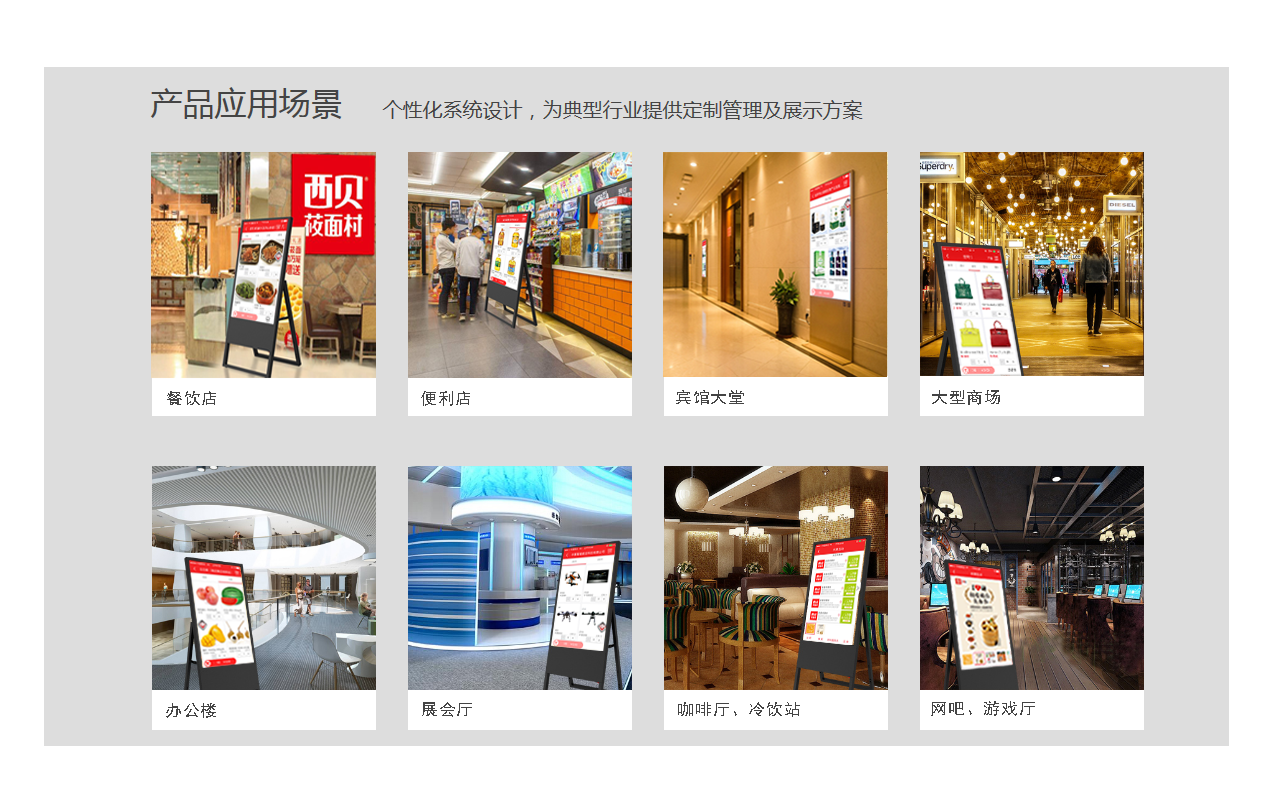 产品应用场景
个性化系统设计，为典型行业提供定制管理及展示方案
西贝
莜面村
Superdry.
DIESEL
餐饮店
便利店
宾馆大堂
大型商场
办公楼
展会厅
咖啡厅、冷饮站
网吧、游戏厅